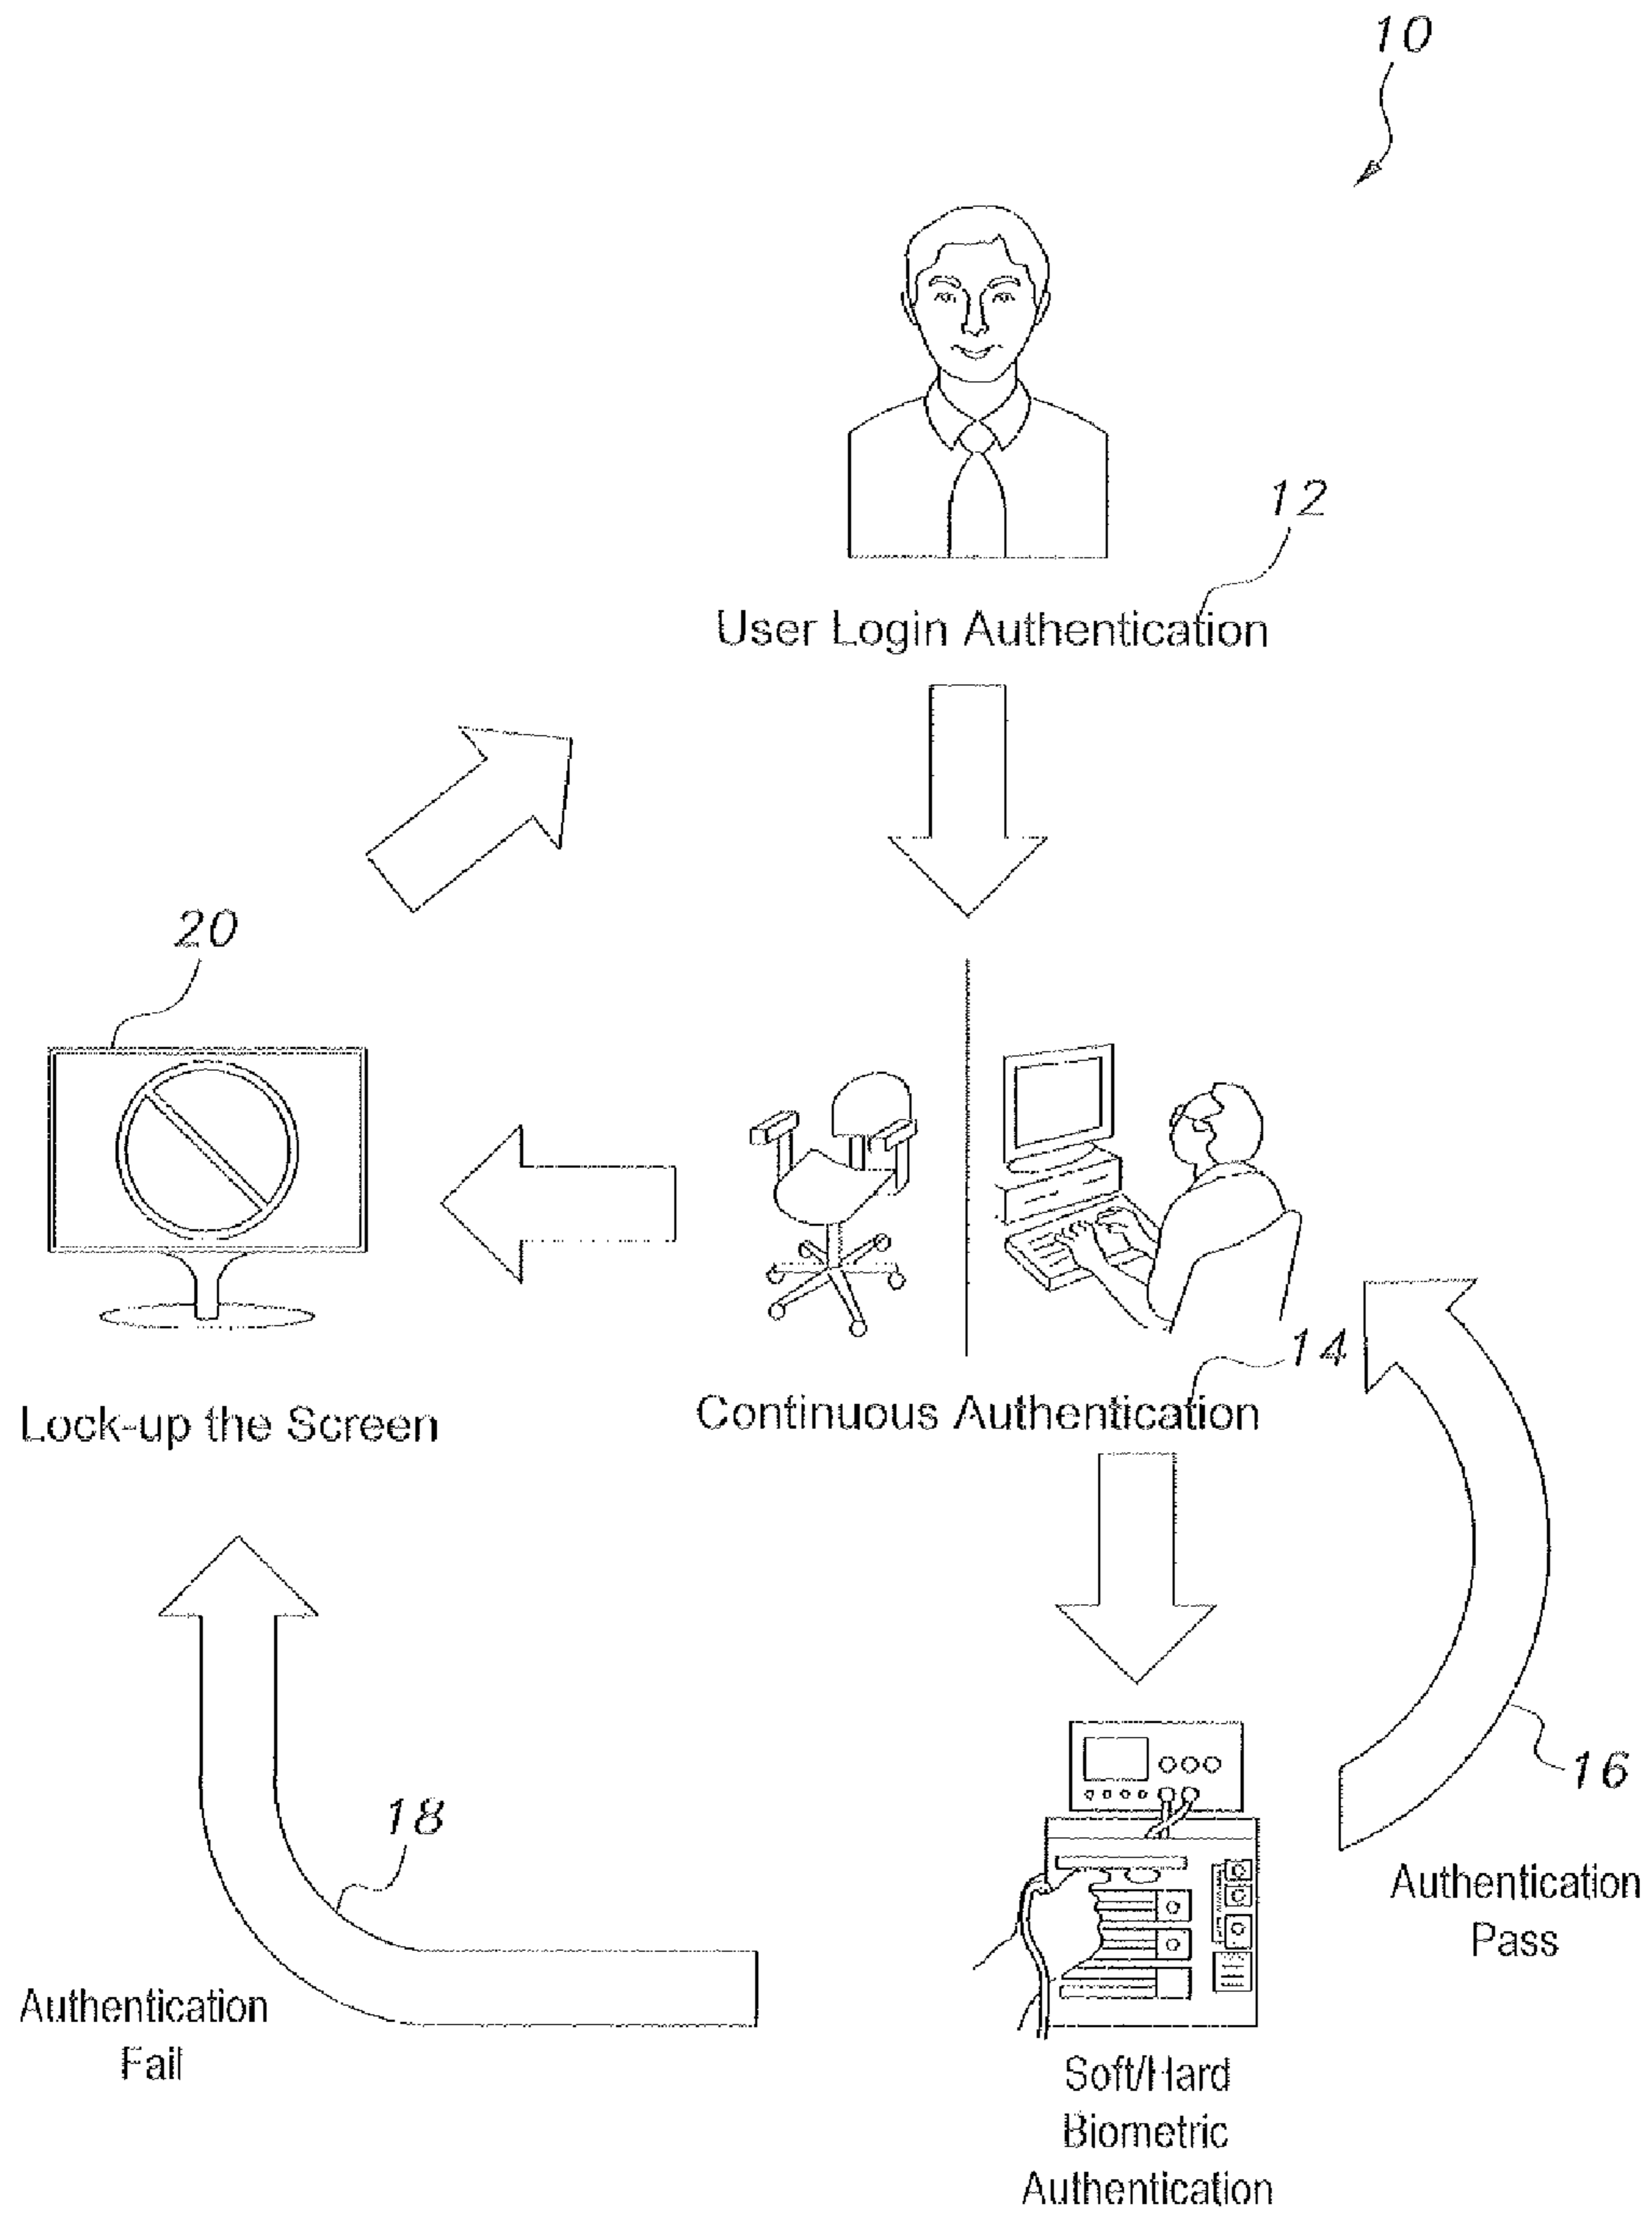 10
12
User Login Authentication
20
14
Lock-up the Screen
Continuous Authentication
16
18
Authentication
Pass
Authentication
Fail
Soft/Hard
Biometric
Authentication